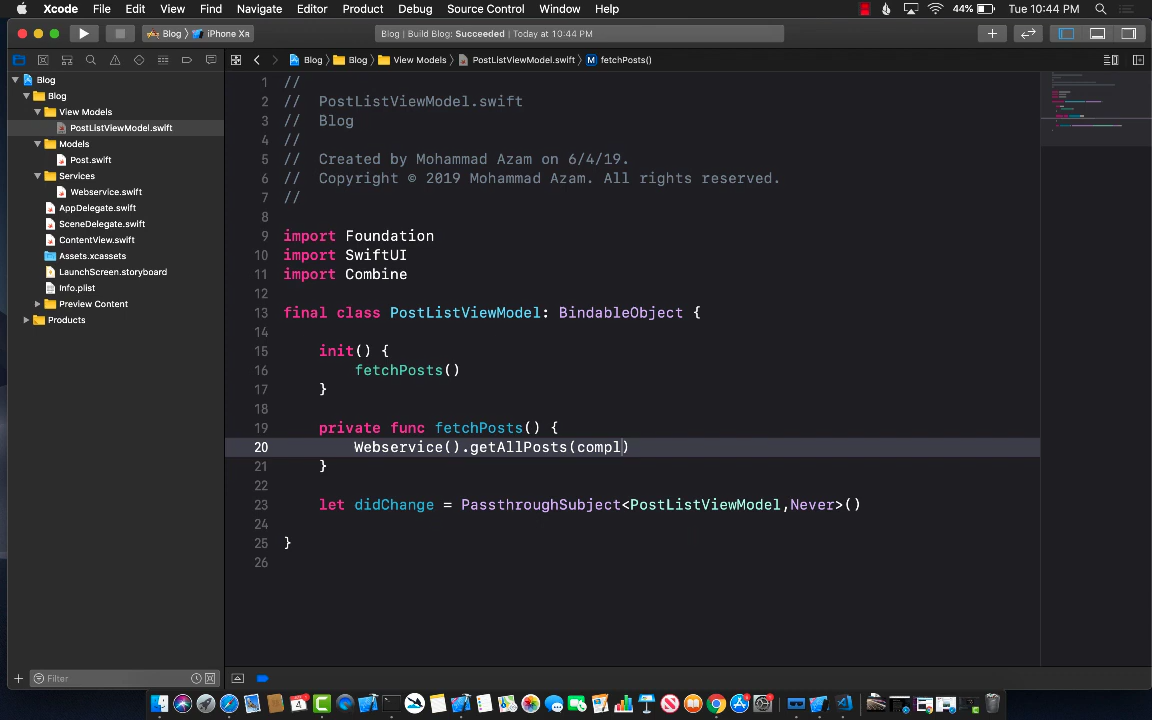 Xcode File Edit View Find Navigate Editor Product Debug Source Control Window Help 44% Tue 10:44 PM
Blog iPhone XR Blog | Build Blog: Succeeded | Today at 10:44 PM
Blog Blog View Models PostListViewModel.swift M fetchPosts()
Blog
Blog
View Models
PostListViewModel.swift
Models
Post.swift
Services
Webservice.swift
AppDelegate.swift
SceneDelegate.swift
ContentView.swift
Assets.xcassets
LaunchScreen.storyboard
Info.plist
Preview Content
Products
1 //
2 // PostListViewModel.swift
3 // Blog
4 //
5 // Created by Mohammad Azam on 6/4/19.
6 // Copyright © 2019 Mohammad Azam. All rights reserved.
7 //
8
9 import Foundation
10 import SwiftUI
11 import Combine
12
13 final class PostListViewModel: BindableObject {
14
15 init() {
16 fetchPosts()
17 }
18
19 private func fetchPosts() {
20 Webservice().getAllPosts(compl)
21 }
22
23 let didChange = PassthroughSubject<PostListViewModel,Never>()
24
25 }
26
Filter